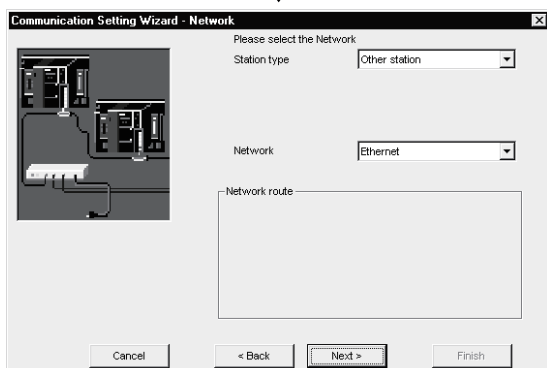 Communication Setting Wizard - Network
Please select the Network
Station type Other station
Network Ethernet
Network route
Cancel < Back Next > Finish